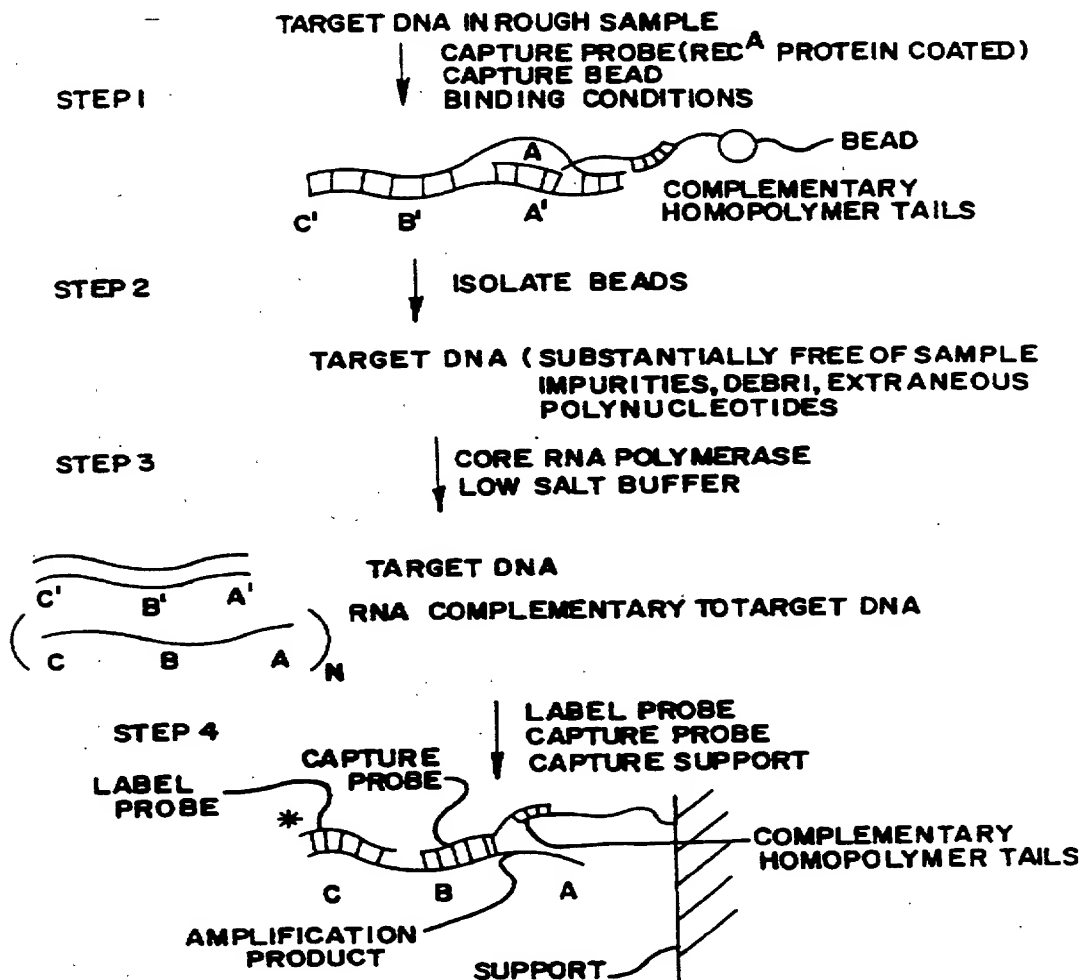 TARGET DNA IN ROUGH SAMPLE
CAPTURE PROBE (RECᴬ PROTEIN COATED)
CAPTURE BEAD
BINDING CONDITIONS
STEP 1
A
BEAD
COMPLEMENTARY
HOMOPOLYMER TAILS
C' B' A'
STEP 2
ISOLATE BEADS
TARGET DNA (SUBSTANTIALLY FREE OF SAMPLE
IMPURITIES, DEBRI, EXTRANEOUS
POLYNUCLEOTIDES
STEP 3
CORE RNA POLYMERASE
LOW SALT BUFFER
TARGET DNA
C' B' A'
RNA COMPLEMENTARY TO TARGET DNA
( C B A )N
STEP 4
LABEL PROBE
CAPTURE PROBE
CAPTURE SUPPORT
CAPTURE
PROBE
LABEL
PROBE
*
COMPLEMENTARY
HOMOPOLYMER TAILS
C B A
AMPLIFICATION
PRODUCT
SUPPORT